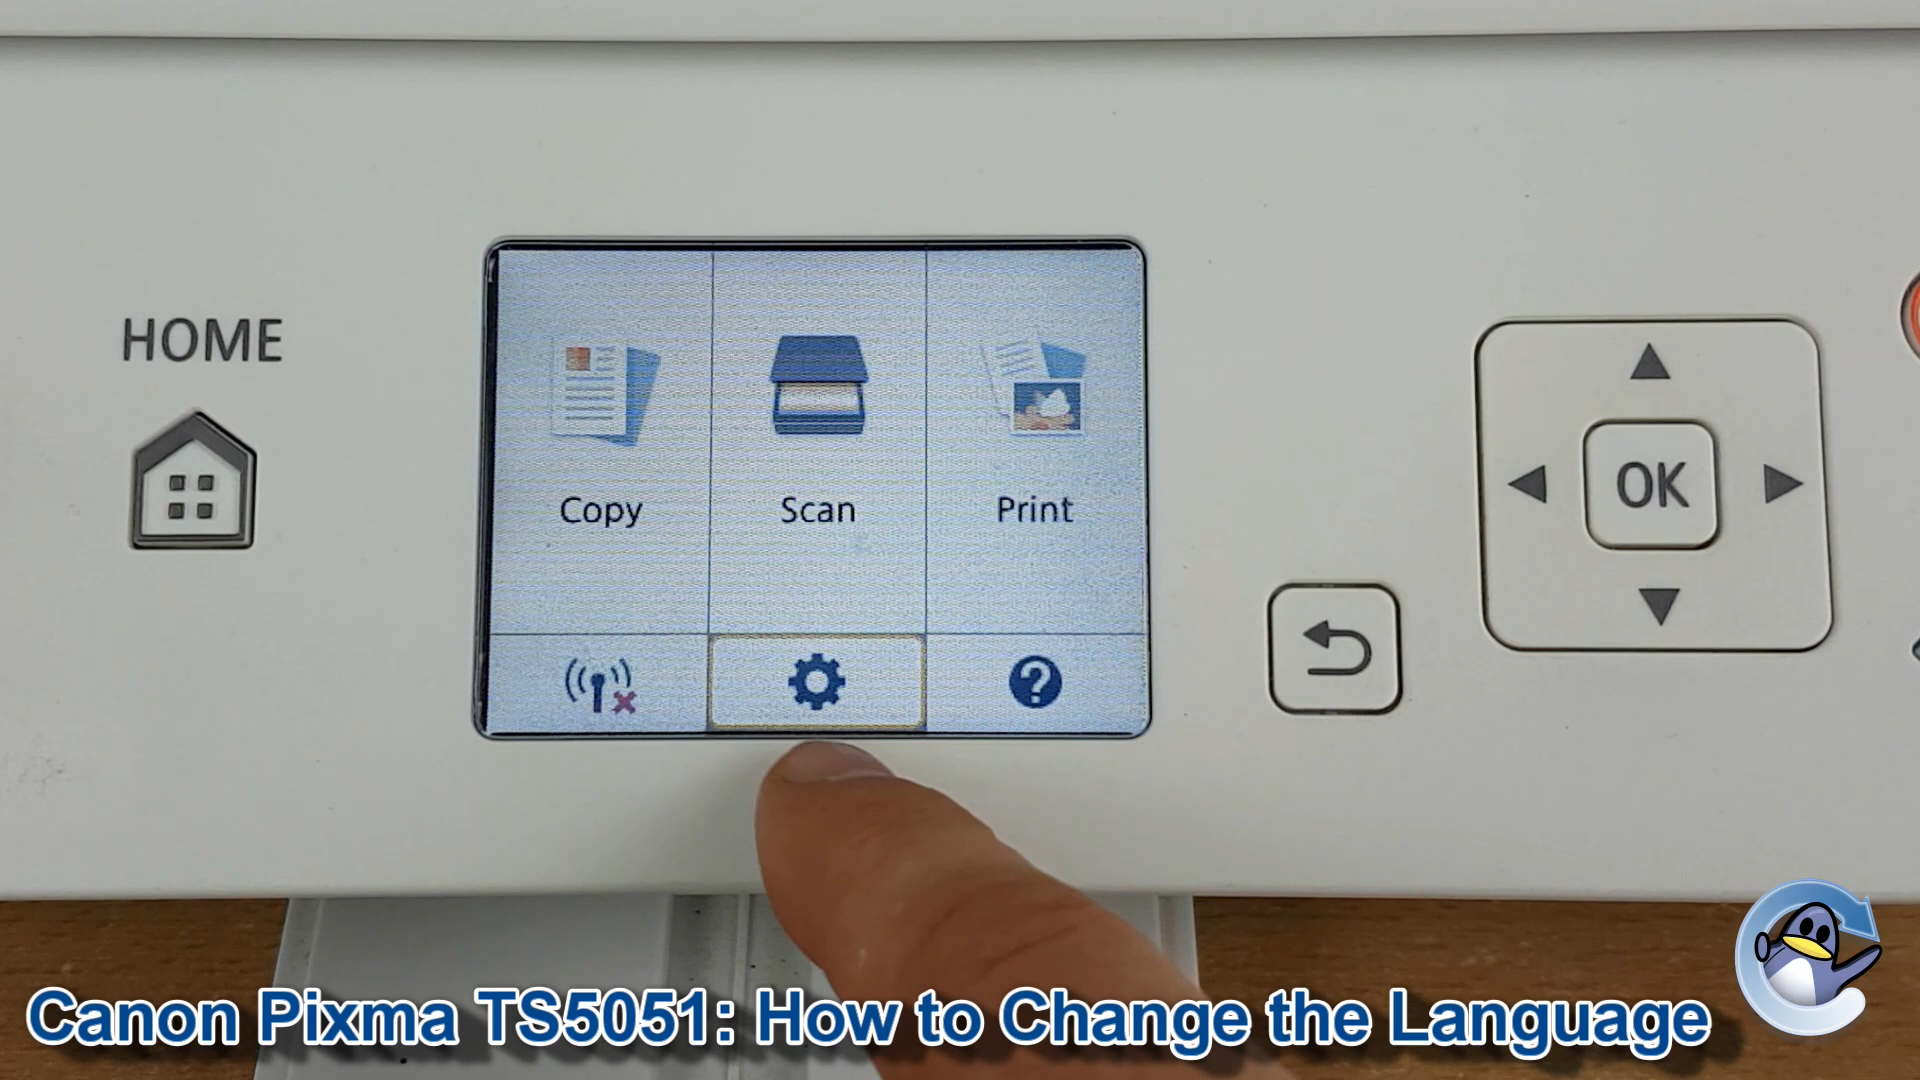 HOME
Copy
Scan
Print
OK
Canon Pixma TS5051: How to Change the Language